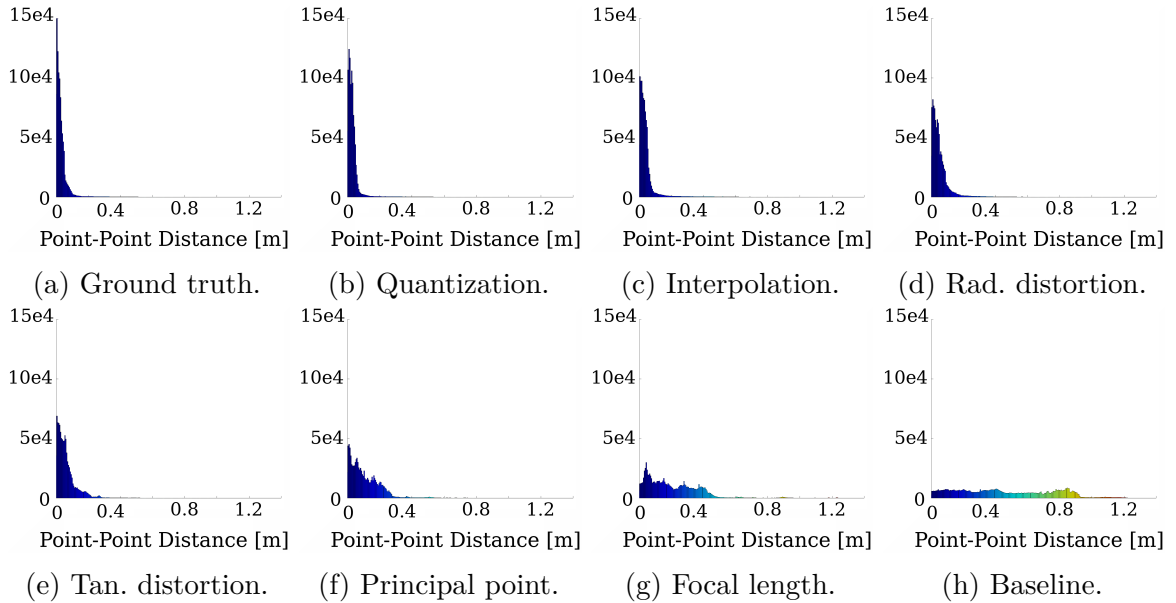 15e4 15e4 15e4 15e4
10e4 10e4 10e4 10e4
5e4 5e4 5e4 5e4
0 0 0 0
0 0.4 0.8 1.2 0 0.4 0.8 1.2 0 0.4 0.8 1.2 0 0.4 0.8 1.2
Point-Point Distance [m] Point-Point Distance [m] Point-Point Distance [m] Point-Point Distance [m]
(a) Ground truth. (b) Quantization. (c) Interpolation. (d) Rad. distortion.
15e4 15e4 15e4 15e4
10e4 10e4 10e4 10e4
5e4 5e4 5e4 5e4
0 0 0 0
0 0.4 0.8 1.2 0 0.4 0.8 1.2 0 0.4 0.8 1.2 0 0.4 0.8 1.2
Point-Point Distance [m] Point-Point Distance [m] Point-Point Distance [m] Point-Point Distance [m]
(e) Tan. distortion. (f) Principal point. (g) Focal length. (h) Baseline.